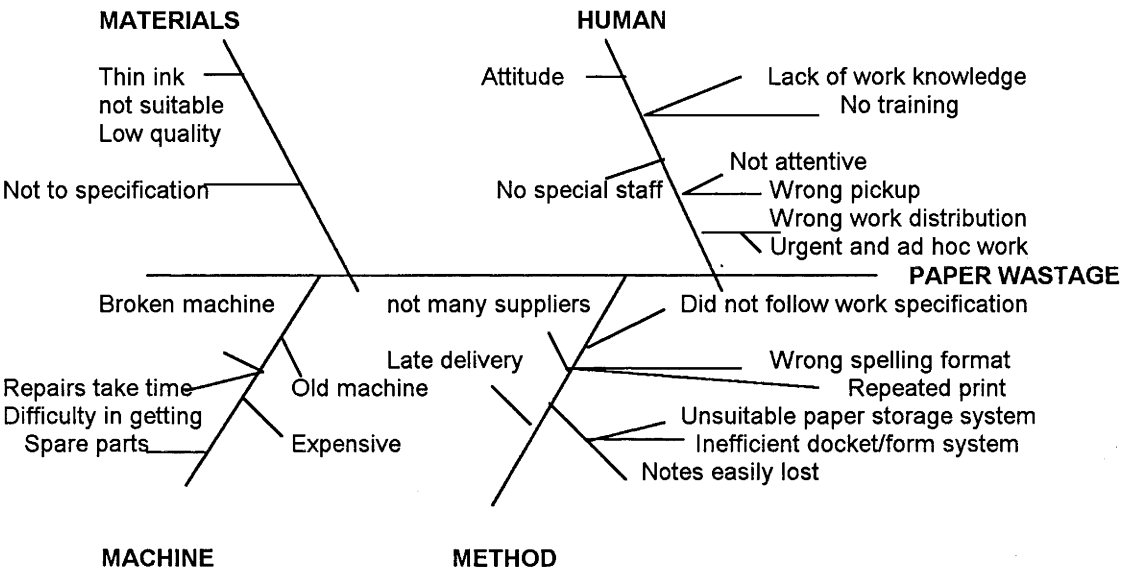 MATERIALS
HUMAN
Thin ink
not suitable
Low quality
Not to specification
Attitude
Lack of work knowledge
No training
No special staff
Not attentive
Wrong pickup
Wrong work distribution
Urgent and ad hoc work
PAPER WASTAGE
Broken machine
Repairs take time
Difficulty in getting
Spare parts
Old machine
Expensive
not many suppliers
Late delivery
Did not follow work specification
Wrong spelling format
Repeated print
Unsuitable paper storage system
Inefficient docket/form system
Notes easily lost
MACHINE
METHOD